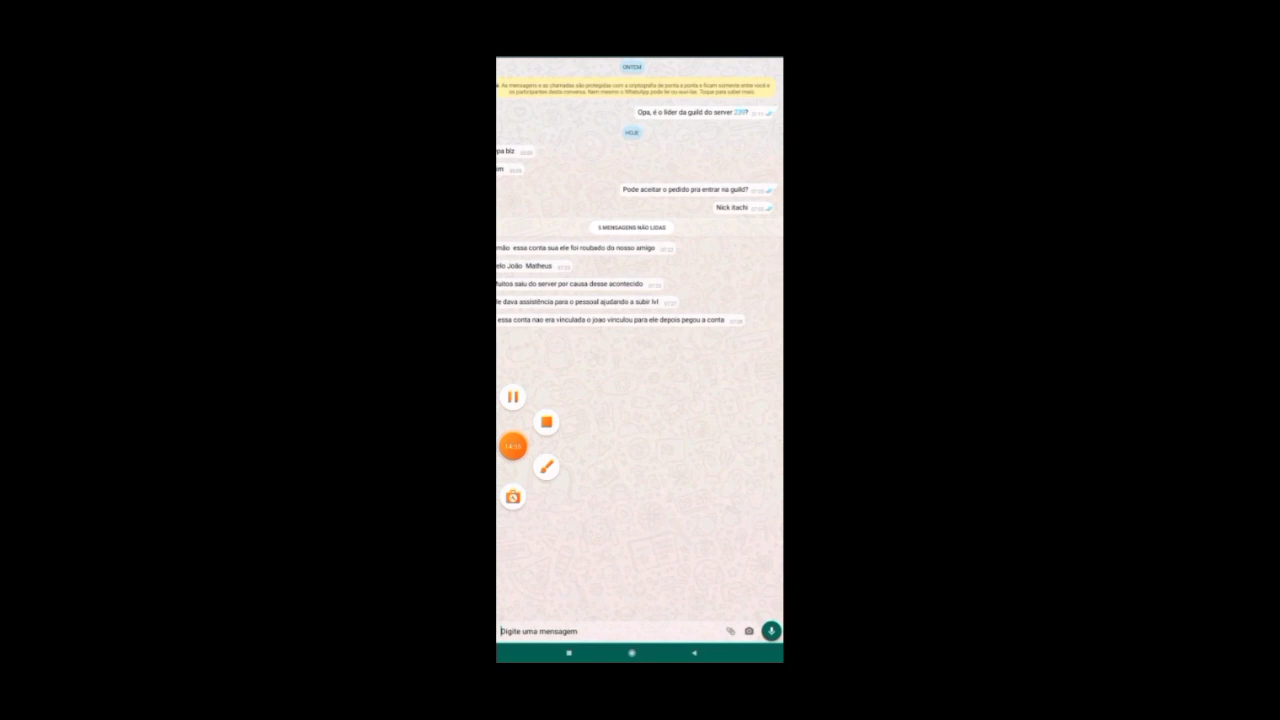 ONTEM
As mensagens e as chamadas são protegidas com a criptografia de ponta a ponta e ficam somente entre você e
os participantes desta conversa. Nem mesmo o WhatsApp pode ler ou ouvi-las. Toque para saber mais.
Opa, é o lider da guild do server 239?
HOJE
pa blz
im
Pode aceitar o pedido pra entrar na guild?
Nick Itachi
5 MENSAGENS NÃO LIDAS
mão essa conta sua ele foi roubado do nosso amigo
elo João Matheus
Muitos saiu do server por causa desse acontecido
le dava assistência para o pessoal ajudando a subir lvl
essa conta nao era vinculada o joao vinculou para ele depois pegou a conta
Digite uma mensagem